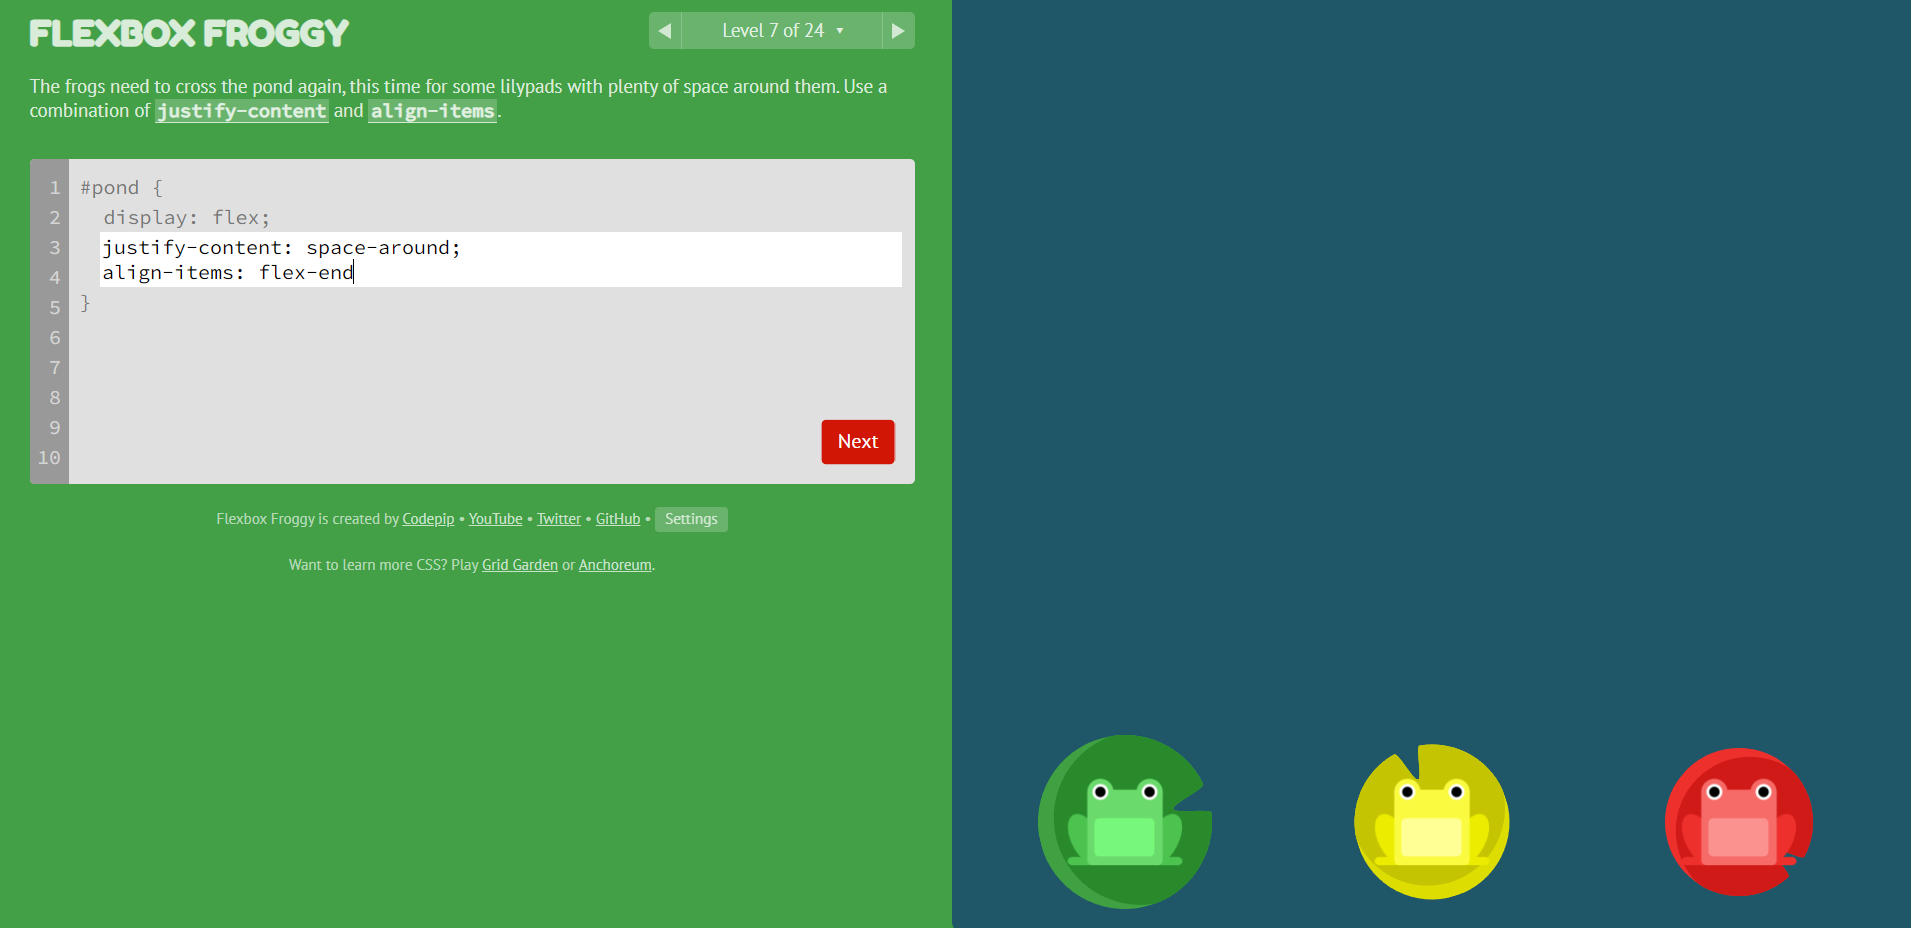 FLEXBOX FROGGY
◀ Level 7 of 24 ▼ ▶
The frogs need to cross the pond again, this time for some lilypads with plenty of space around them. Use a
combination of justify-content and align-items.
1 #pond {
2 display: flex;
3 justify-content: space-around;
4 align-items: flex-end
5 }
6
7
8
9
10
Next
Flexbox Froggy is created by Codepip • YouTube • Twitter • GitHub • Settings
Want to learn more CSS? Play Grid Garden or Anchoreum.